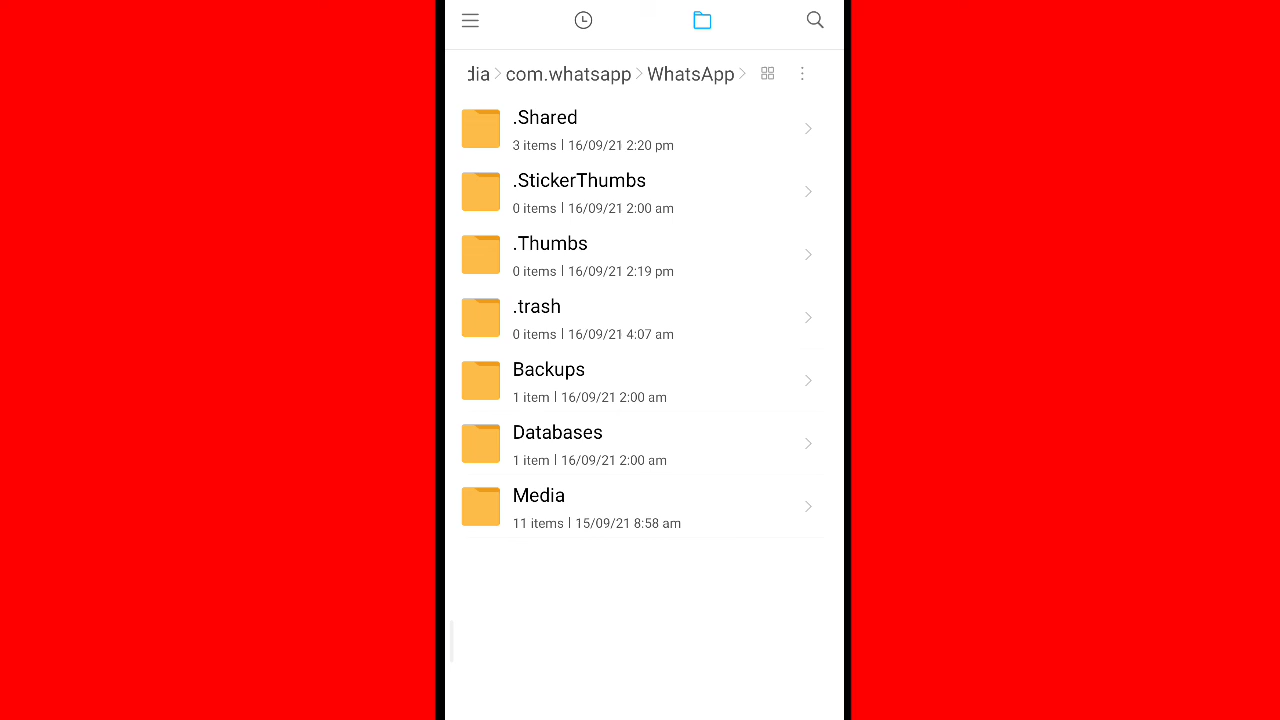 dia > com.whatsapp > WhatsApp >
.Shared
3 items | 16/09/21 2:20 pm
.StickerThumbs
0 items | 16/09/21 2:00 am
.Thumbs
0 items | 16/09/21 2:19 pm
.trash
0 items | 16/09/21 4:07 am
Backups
1 item | 16/09/21 2:00 am
Databases
1 item | 16/09/21 2:00 am
Media
11 items | 15/09/21 8:58 am